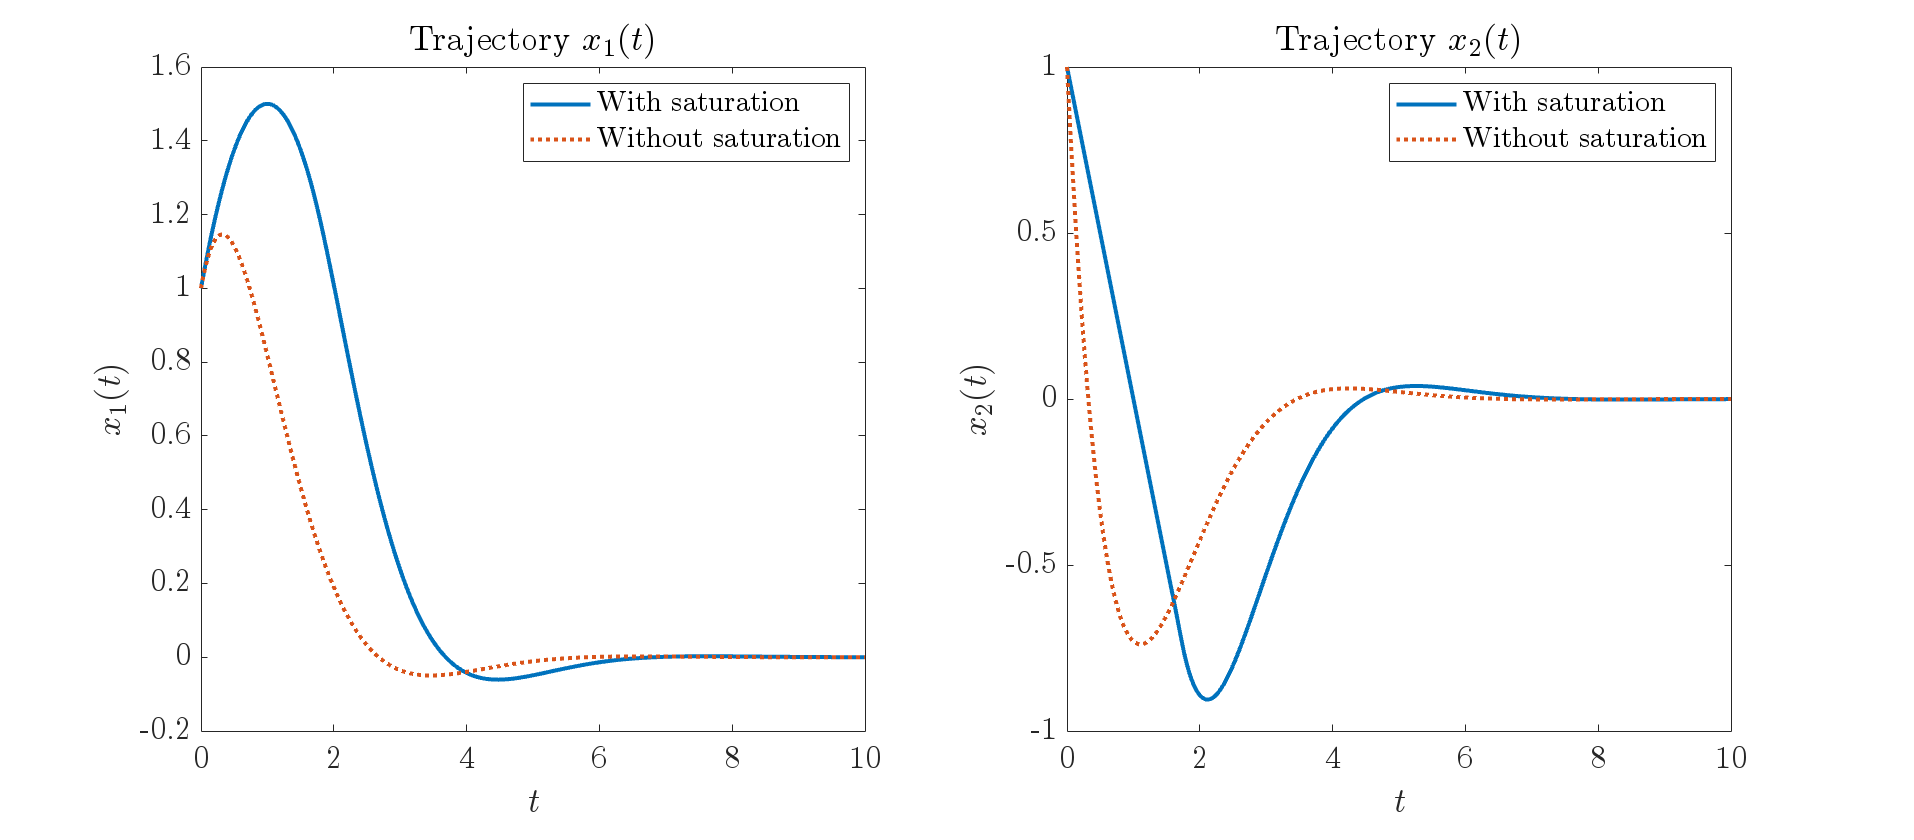 Trajectory x₁(t)
1.6
1.4
1.2
1
0.8
0.6
0.4
0.2
0
-0.2
x₁(t)
0 2 4 6 8 10
t
With saturation
Without saturation
Trajectory x₂(t)
1
0.5
0
-0.5
-1
x₂(t)
0 2 4 6 8 10
t
With saturation
Without saturation